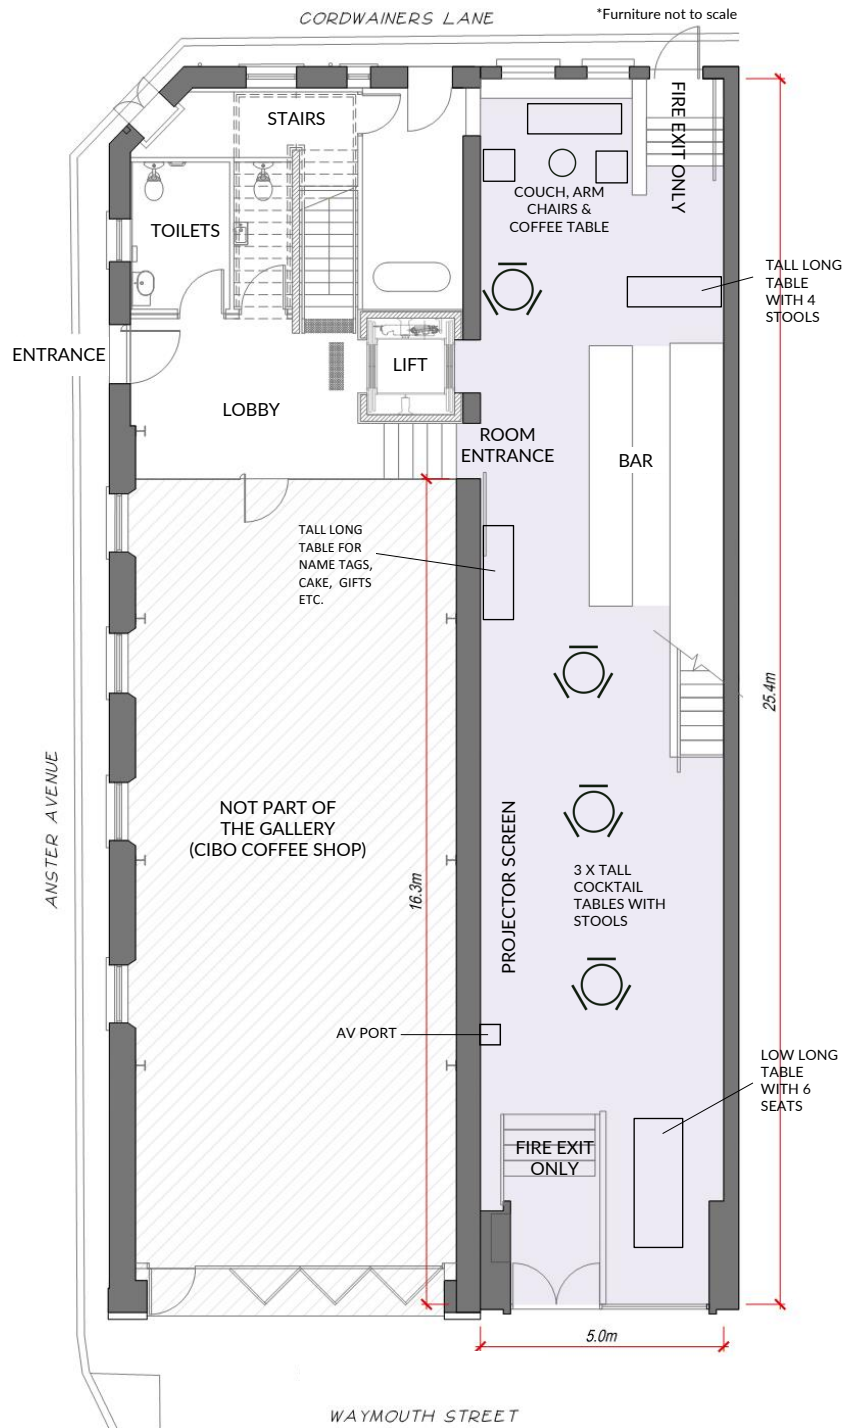 CORDWAINERS LANE
*Furniture not to scale
STAIRS
FIRE EXIT ONLY
COUCH, ARM
CHAIRS &
COFFEE TABLE
TOILETS
TALL LONG
TABLE
WITH 4
STOOLS
ENTRANCE
LIFT
LOBBY
ROOM
ENTRANCE
BAR
TALL LONG
TABLE FOR
NAME TAGS,
CAKE, GIFTS
ETC.
25.4m
ANSTER AVENUE
NOT PART OF
THE GALLERY
(CIBO COFFEE SHOP)
16.3m
PROJECTOR SCREEN
3 X TALL
COCKTAIL
TABLES WITH
STOOLS
AV PORT
LOW LONG
TABLE
WITH 6
SEATS
FIRE EXIT
ONLY
5.0m
WAYMOUTH STREET